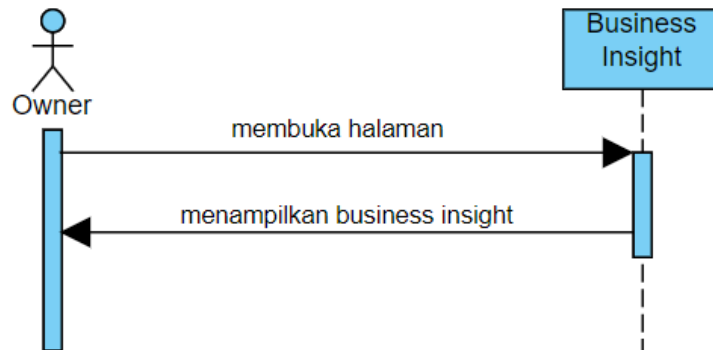 Business
Insight
Owner
membuka halaman
menampilkan business insight